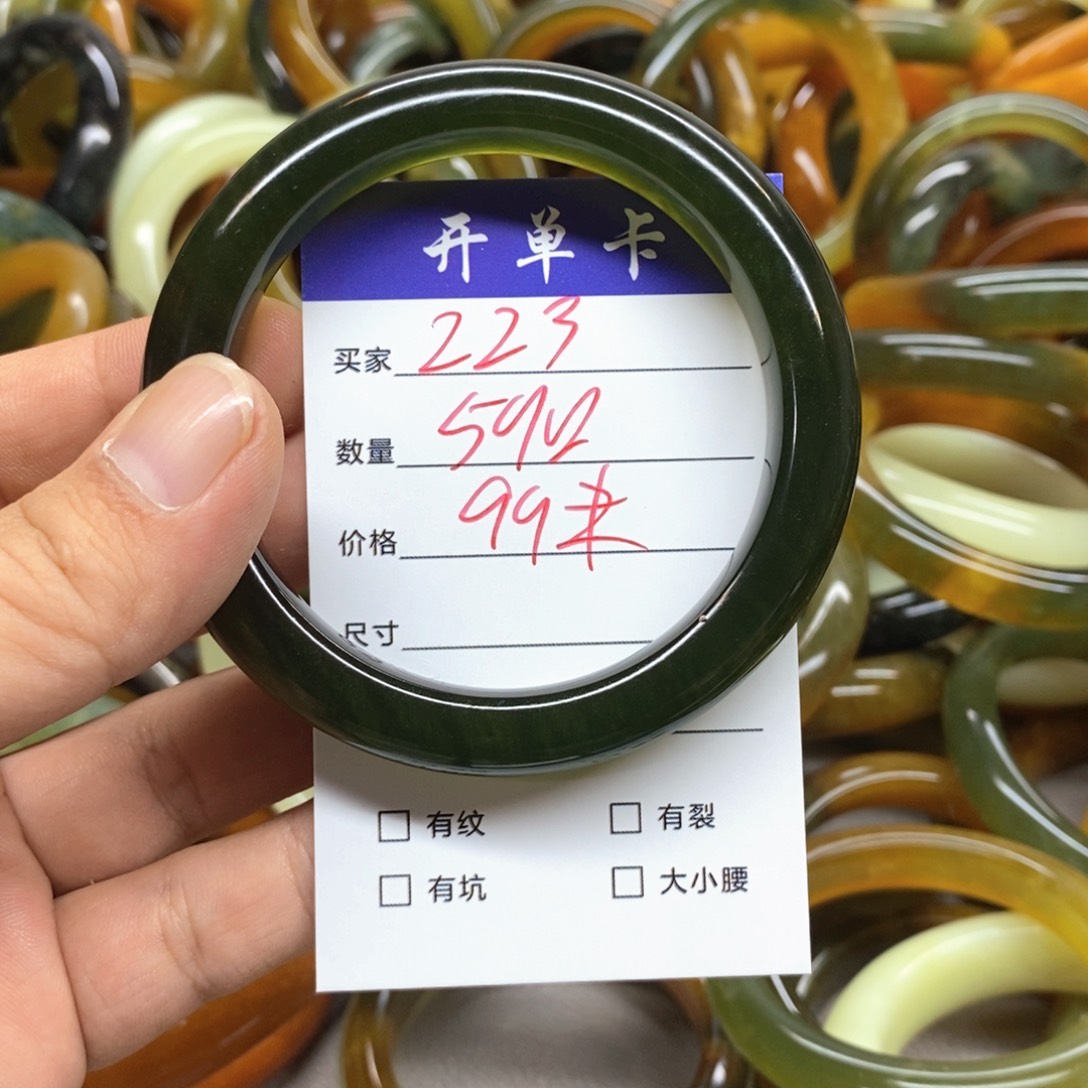 开单卡
买家 223
数量
价格 99米
尺寸
有纹 有裂
有坑 大小腰